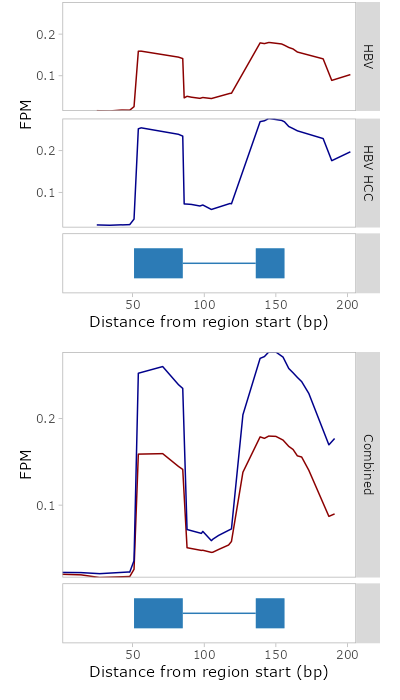 0.2
HBV
0.1
FPM
0.2
HBV HCC
0.1
50 100 150 200
Distance from region start (bp)
0.2
Combined
FPM
0.1
50 100 150 200
Distance from region start (bp)